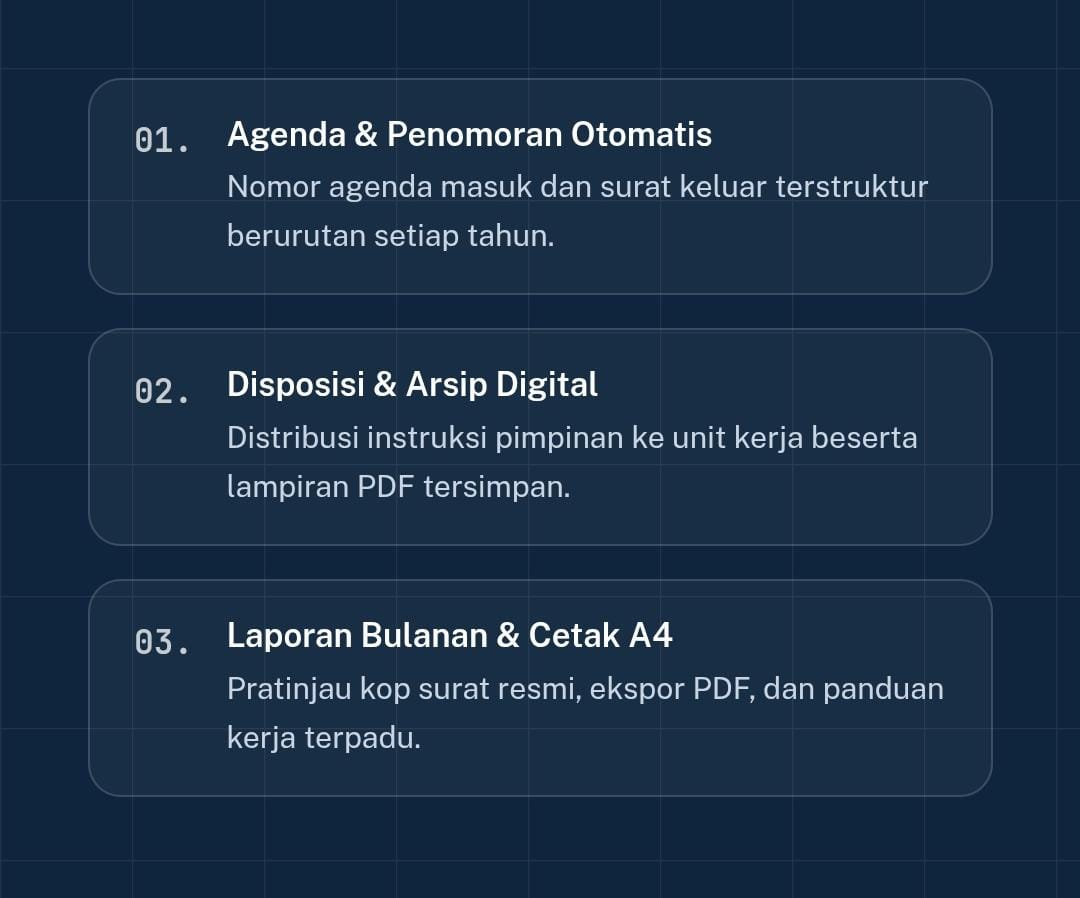 01.
Agenda & Penomoran Otomatis
Nomor agenda masuk dan surat keluar terstruktur
berurutan setiap tahun.
02.
Disposisi & Arsip Digital
Distribusi instruksi pimpinan ke unit kerja beserta
lampiran PDF tersimpan.
03.
Laporan Bulanan & Cetak A4
Pratinjau kop surat resmi, ekspor PDF, dan panduan
kerja terpadu.